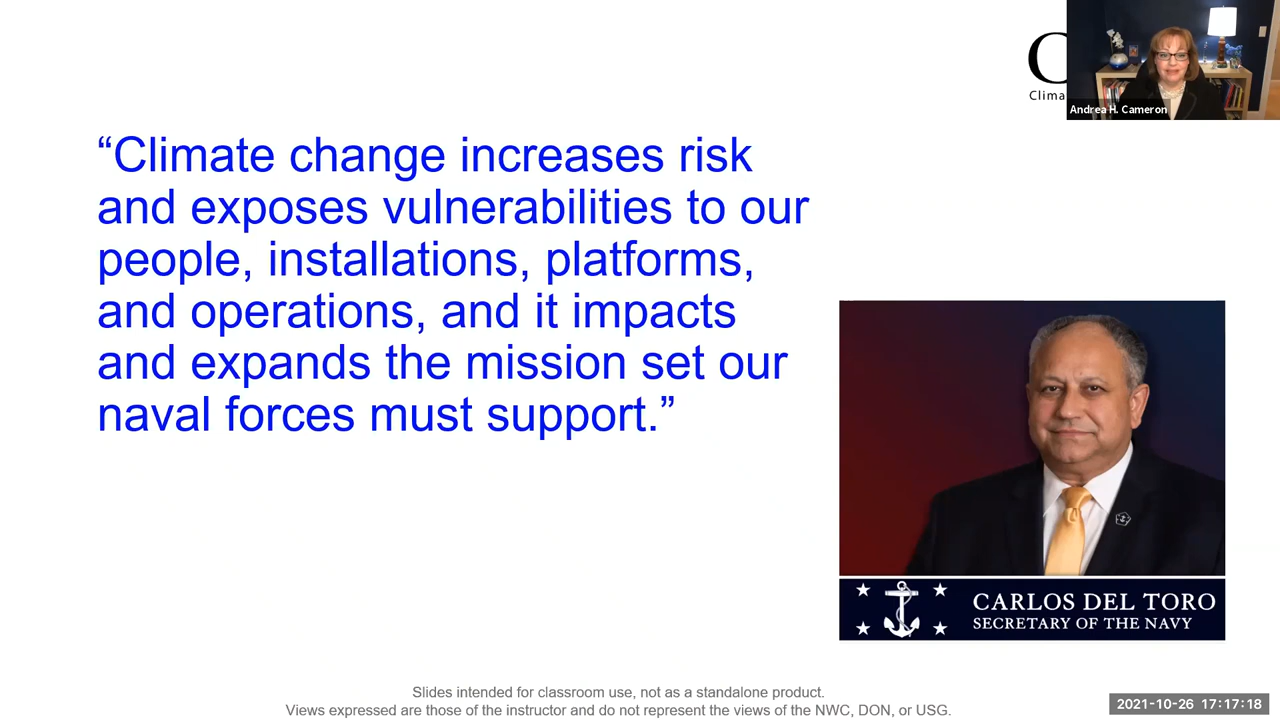 C
Clima
Andrea H. Cameron
“Climate change increases risk
and exposes vulnerabilities to our
people, installations, platforms,
and operations, and it impacts
and expands the mission set our
naval forces must support.”
CARLOS DEL TORO
SECRETARY OF THE NAVY
Slides intended for classroom use, not as a standalone product.
Views expressed are those of the instructor and do not represent the views of the NWC, DON, or USG.
2021-10-26 17:17:18